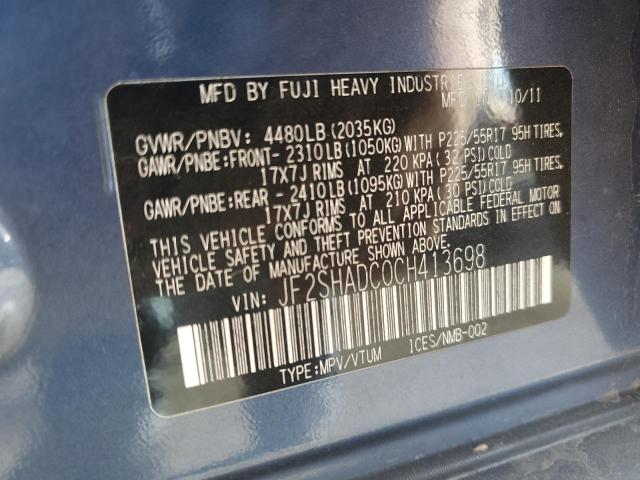 MFD BY FUJI HEAVY INDUSTRIE
MFD IN 10/11
GVWR/PNBV: 4480LB(2035KG)
GAWR/PNBE:FRONT- 2310LB(1050KG)WITH P225/55R17 95H TIRES,
17X7J RIMS AT 220 KPA( 32 PSI)COLD
GAWR/PNBE:REAR - 2410LB(1095KG)WITH P225/55R17 95H TIRES,
17X7J RIMS AT 210 KPA( 30 PSI)COLD
THIS VEHICLE CONFORMS TO ALL APPLICABLE FEDERAL MOTOR
VEHICLE SAFETY AND THEFT PREVENTION STANDARDS IN EFFECT ON
THE DATE OF MANUFACTURE SHOWN ABOVE.
VIN: JF2SHADC0CH413698
TYPE:MPV/VTUM ICES/NMB-002